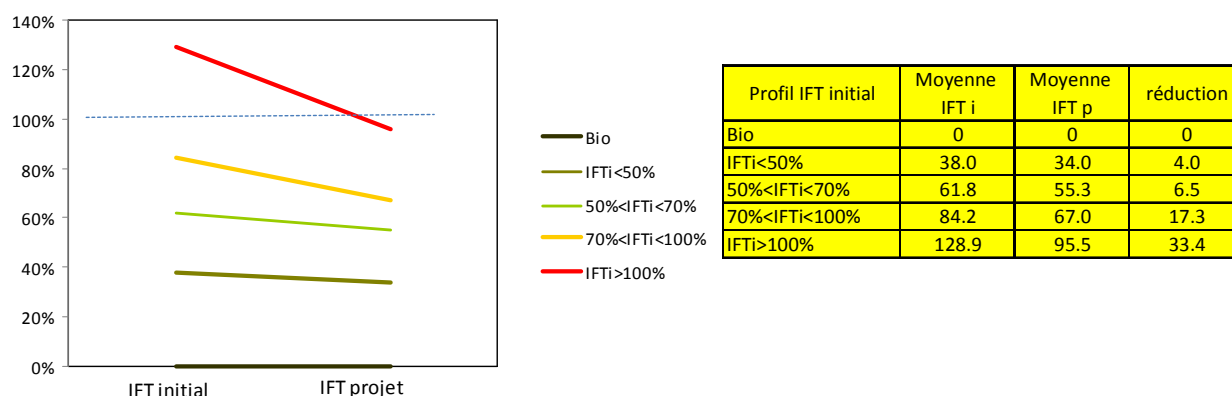 140%
120%
100%
80%
60%
40%
20%
0%
IFT initial IFT projet
Bio
IFTi<50%
50%<IFTi<70%
70%<IFTi<100%
IFTi>100%
Profil IFT initial Moyenne IFT i Moyenne IFT p réduction
Bio 0 0 0
IFTi<50% 38.0 34.0 4.0
50%<IFTi<70% 61.8 55.3 6.5
70%<IFTi<100% 84.2 67.0 17.3
IFTi>100% 128.9 95.5 33.4